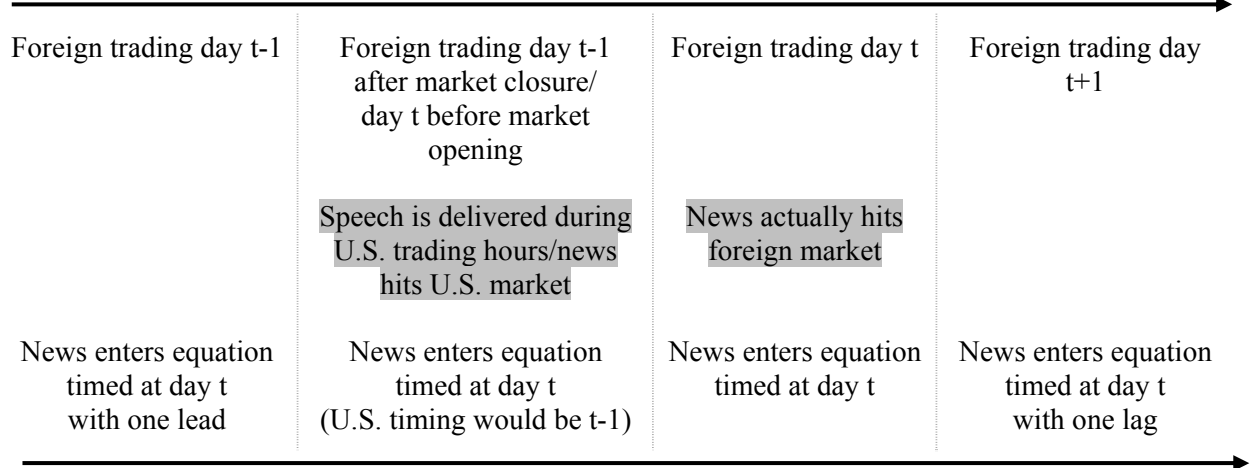 Foreign trading day t-1
Foreign trading day t-1
after market closure/
day t before market
opening
Foreign trading day t
Foreign trading day
t+1
Speech is delivered during
U.S. trading hours/news
hits U.S. market
News actually hits
foreign market
News enters equation
timed at day t
with one lead
News enters equation
timed at day t
(U.S. timing would be t-1)
News enters equation
timed at day t
News enters equation
timed at day t
with one lag